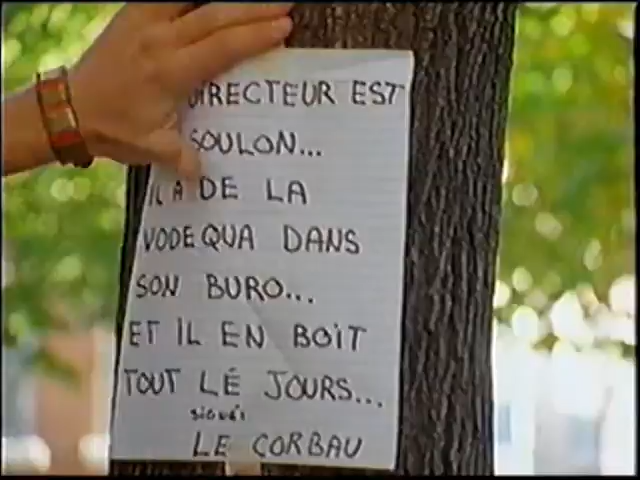 DIRECTEUR EST
SOULON...
IL A DE LA
VODEQUA DANS
SON BURO...
ET IL EN BOIT
TOUT LÉ JOURS...
signé:
LE CORBAU